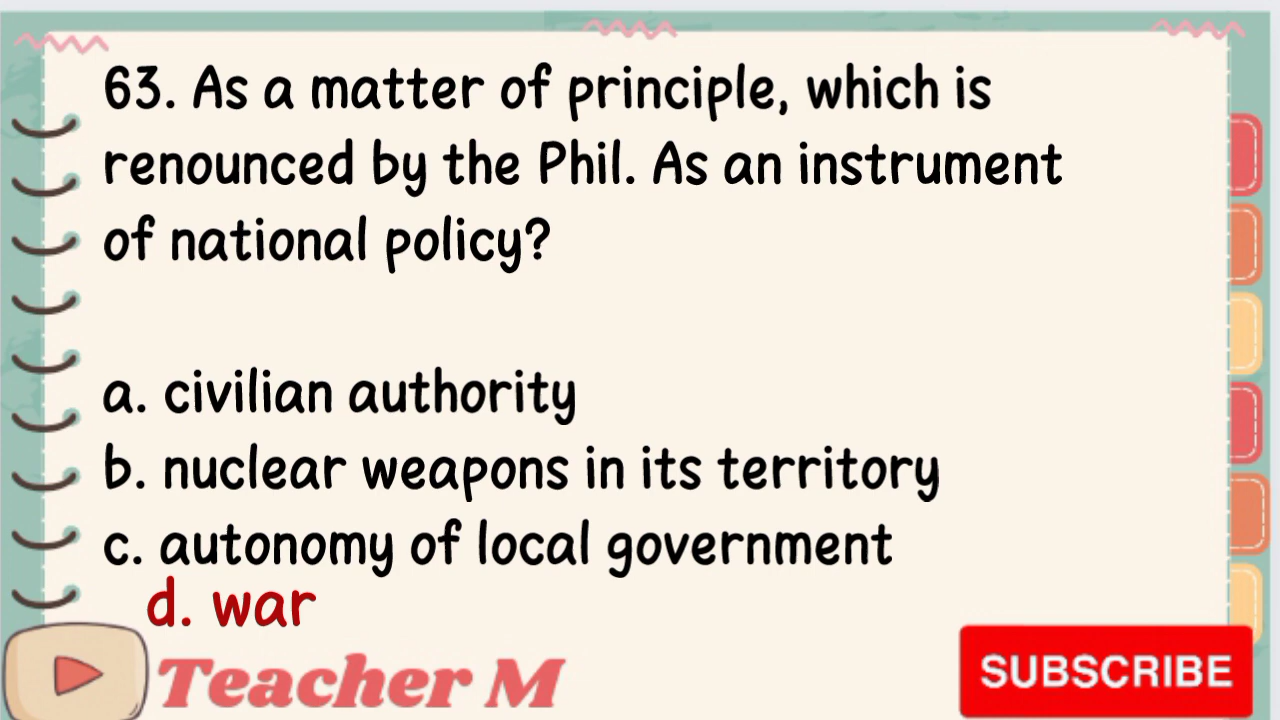 63. As a matter of principle, which is
renounced by the Phil. As an instrument
of national policy?
a. civilian authority
b. nuclear weapons in its territory
c. autonomy of local government
d. war
Teacher M
SUBSCRIBE